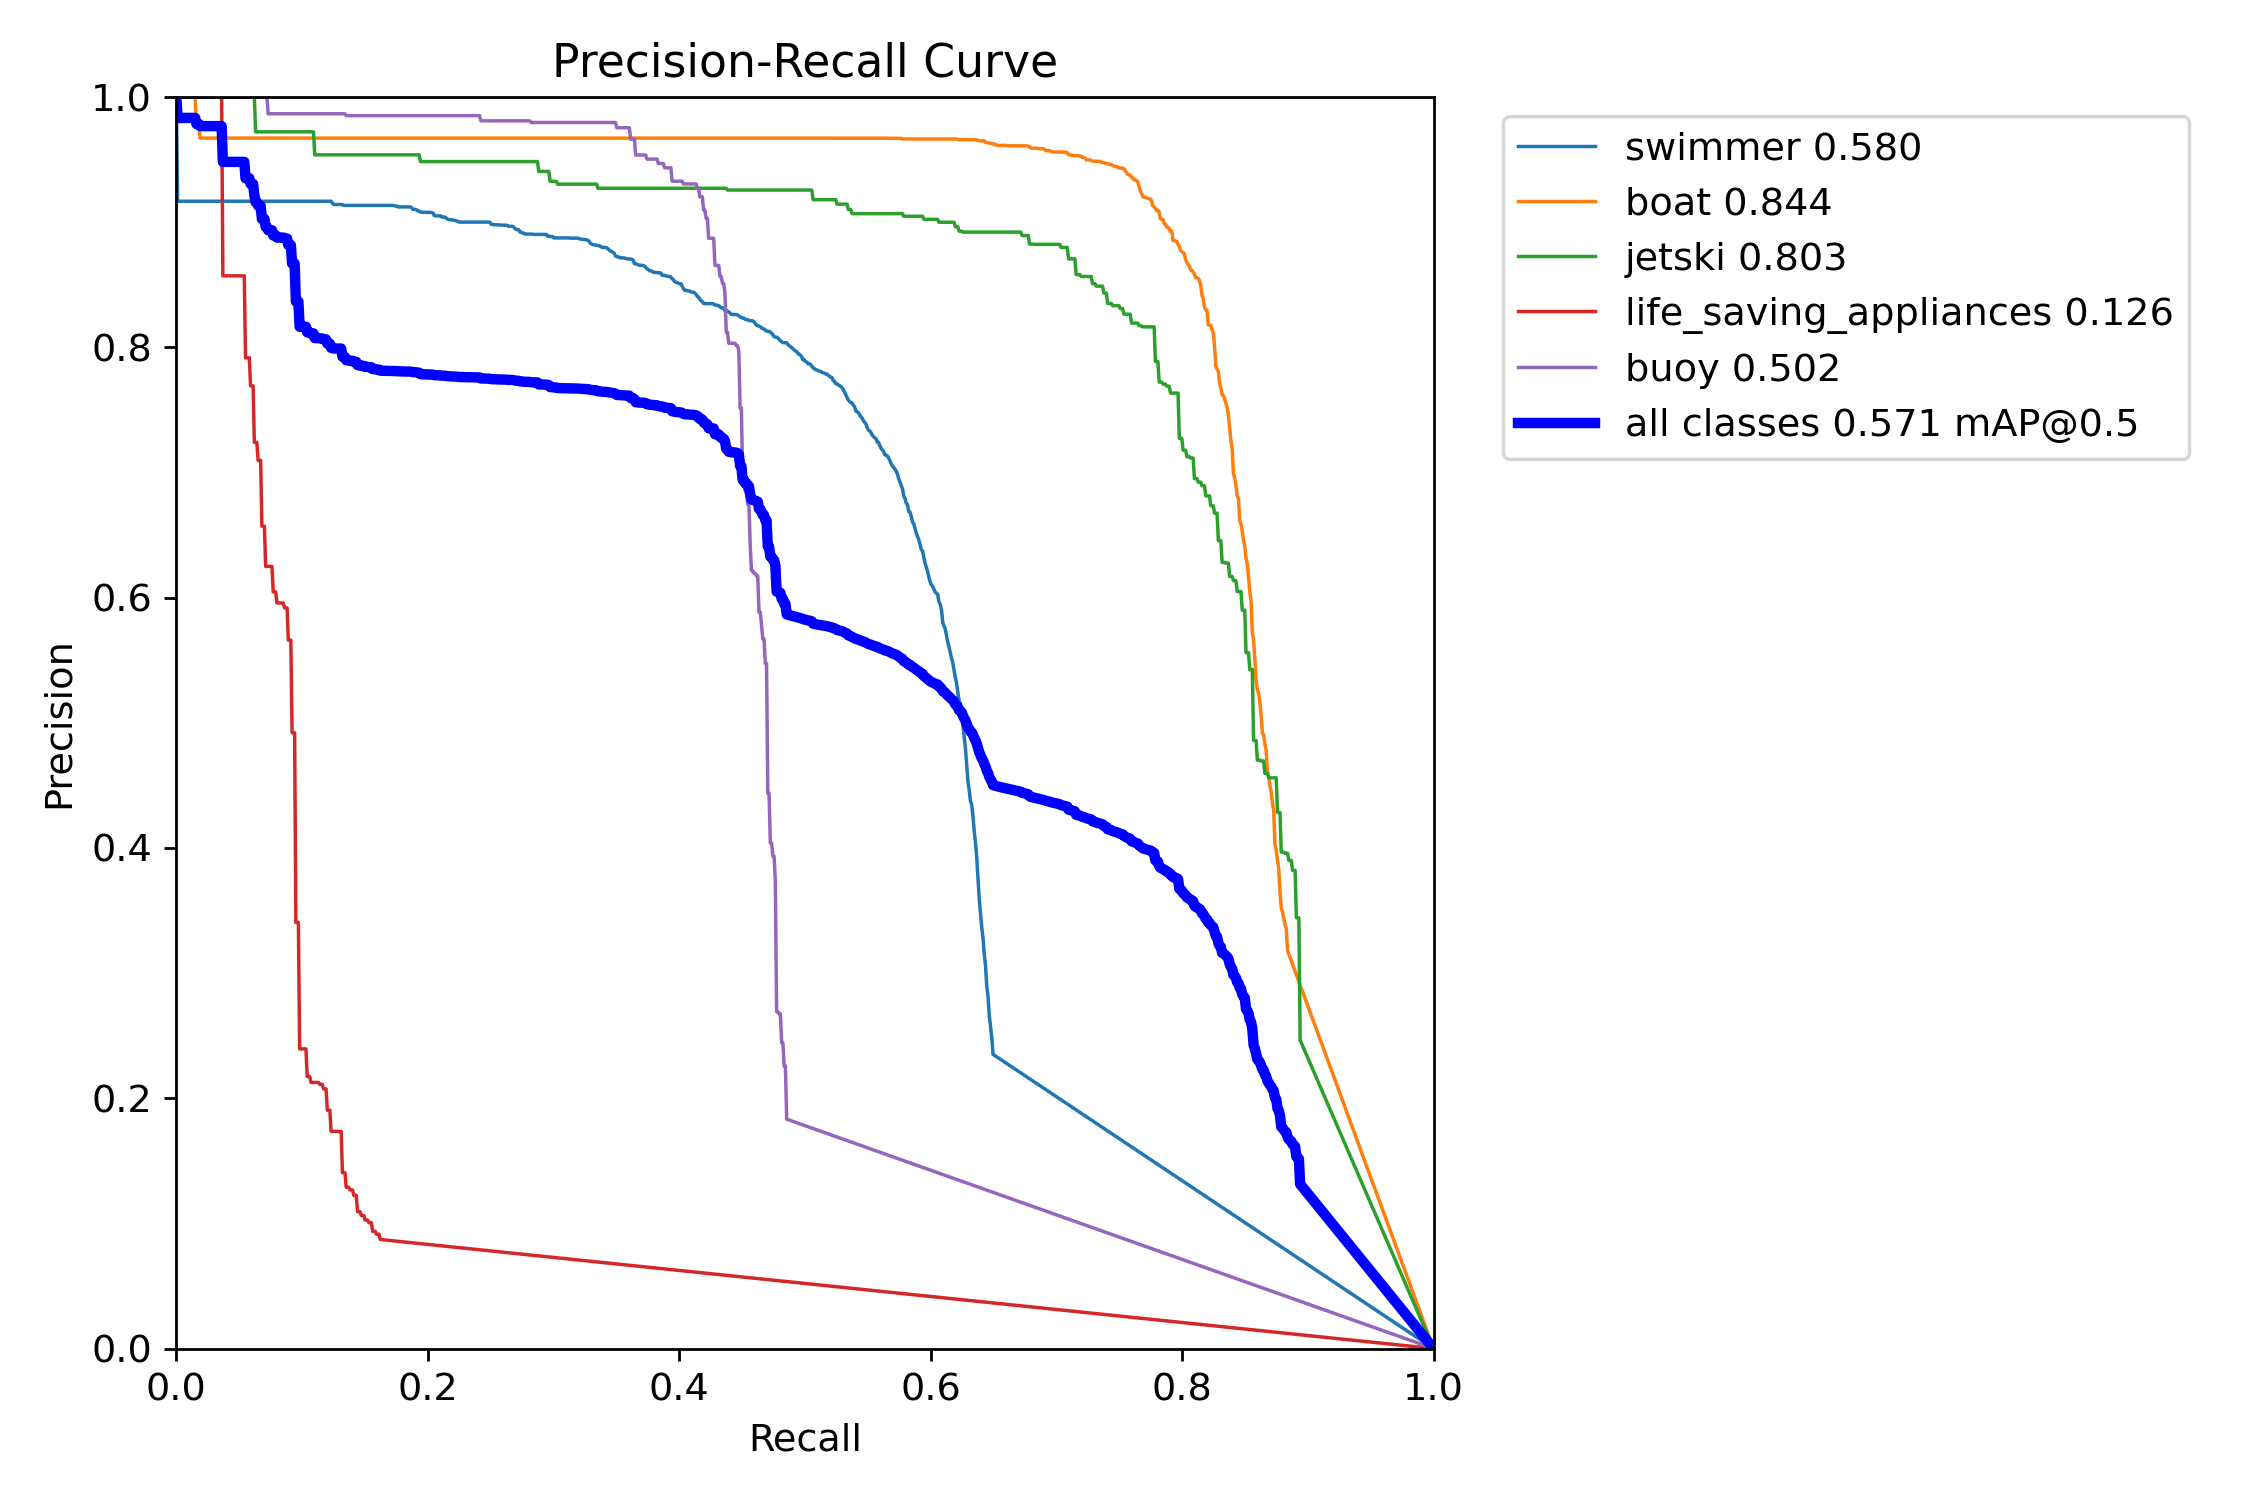 Precision-Recall Curve
1.0
0.8
0.6
0.4
0.2
0.0
Precision
0.0 0.2 0.4 0.6 0.8 1.0
Recall
swimmer 0.580
boat 0.844
jetski 0.803
life_saving_appliances 0.126
buoy 0.502
all classes 0.571 mAP@0.5